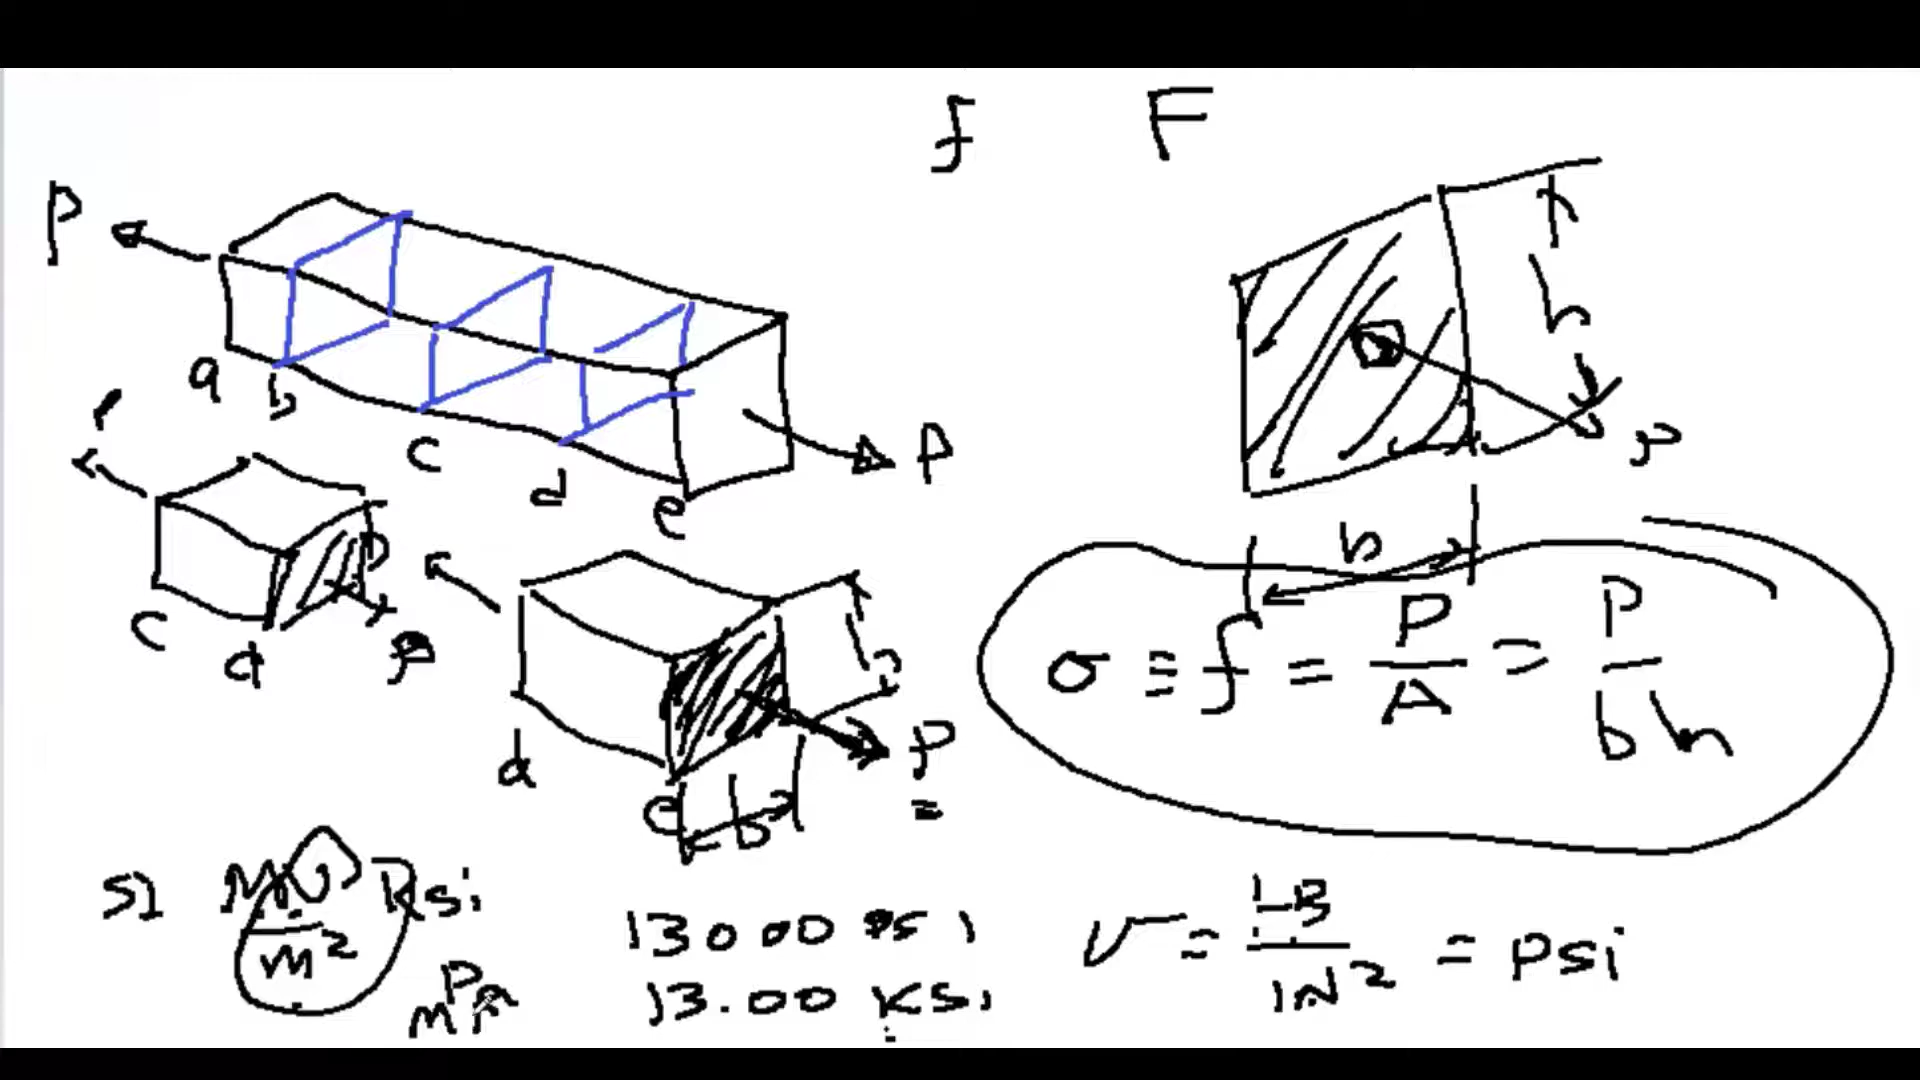 f F
P
h
a b c d e
P
P
b
c d P
h
σ ≡ f = P/A = P/bh
d e b P
=
SI
m²
Ksi
MPa
13000 PSI
13.00 KSi
σ = LB/IN² = PSi